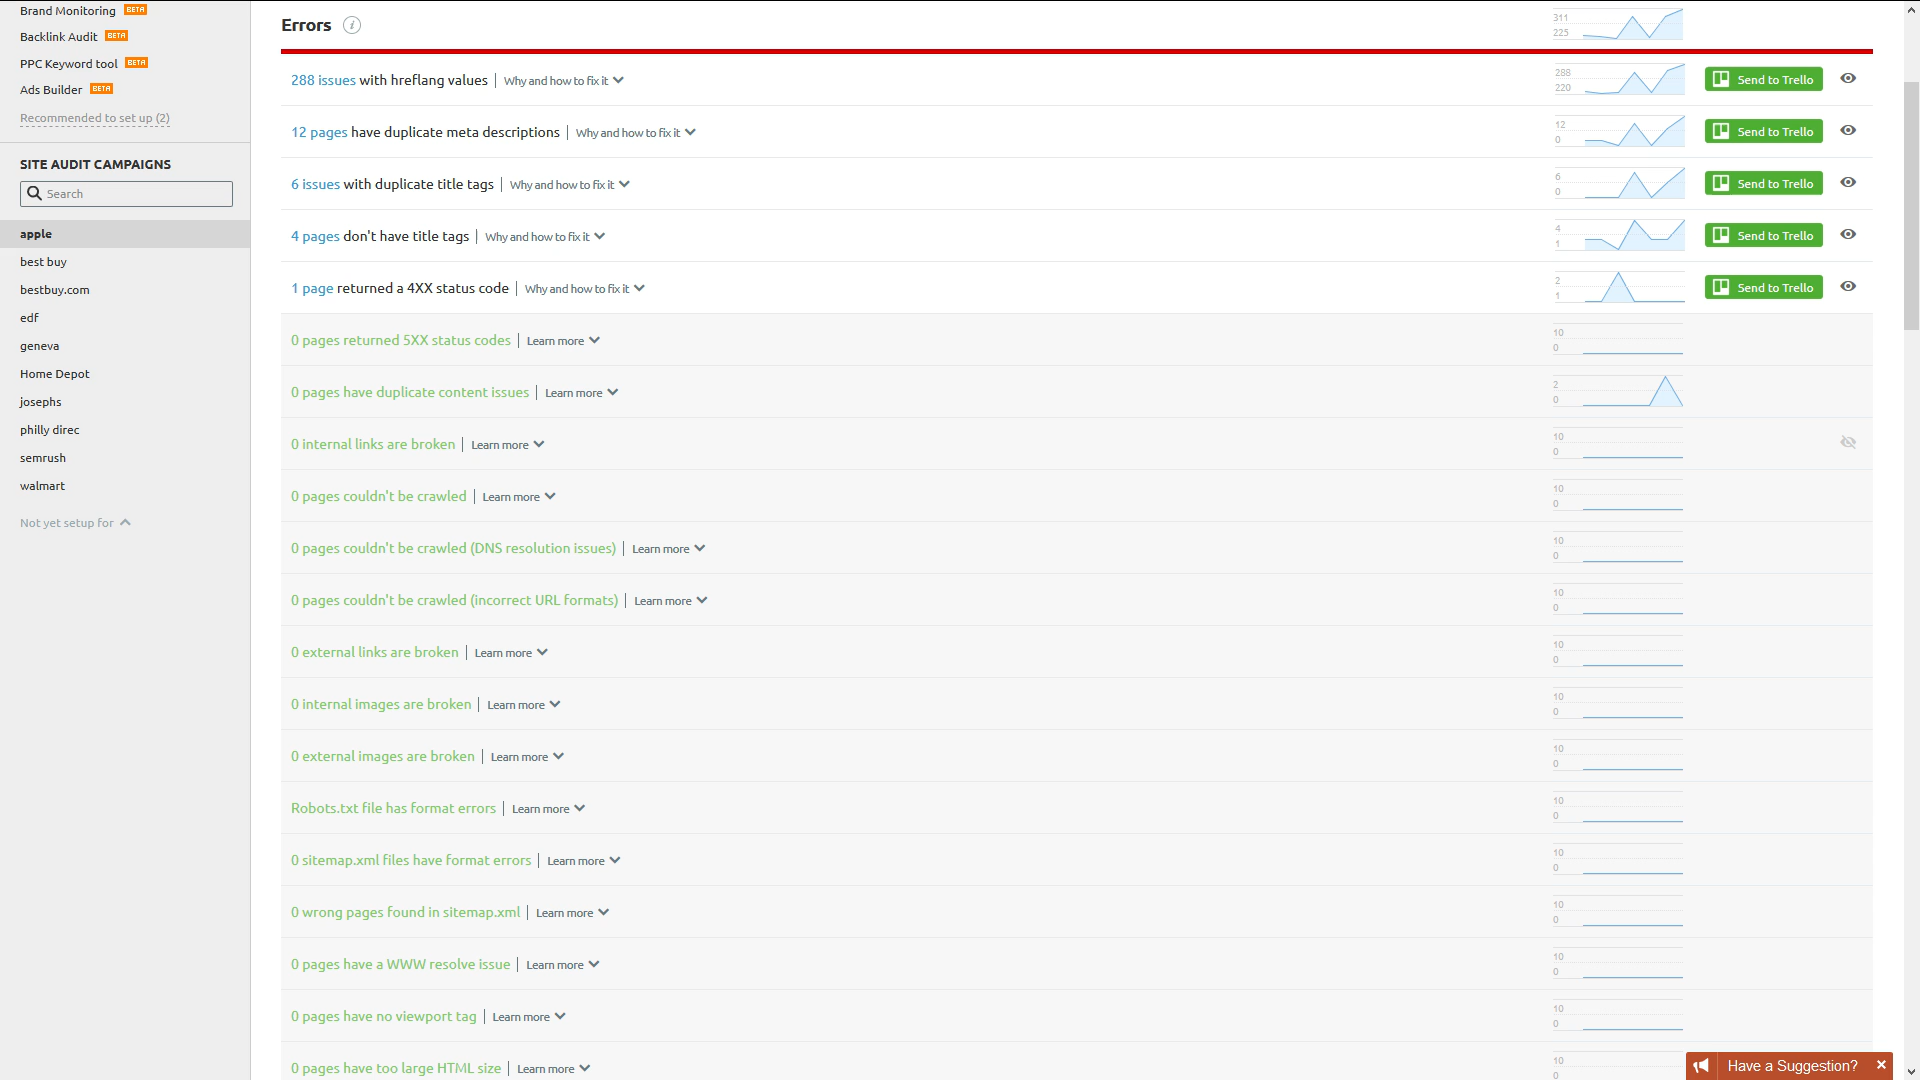 Brand Monitoring BETA
Backlink Audit BETA
PPC Keyword tool BETA
Ads Builder BETA
Recommended to set up (2)
SITE AUDIT CAMPAIGNS
Search
apple
best buy
bestbuy.com
edf
geneva
Home Depot
josephs
philly direc
semrush
walmart
Not yet setup for
Errors i
311
225
288 issues with hreflang values | Why and how to fix it
288
220
Send to Trello
12 pages have duplicate meta descriptions | Why and how to fix it
12
0
Send to Trello
6 issues with duplicate title tags | Why and how to fix it
6
0
Send to Trello
4 pages don't have title tags | Why and how to fix it
4
1
Send to Trello
1 page returned a 4XX status code | Why and how to fix it
2
1
Send to Trello
0 pages returned 5XX status codes | Learn more
10
0
0 pages have duplicate content issues | Learn more
2
0
0 internal links are broken | Learn more
10
0
0 pages couldn't be crawled | Learn more
10
0
0 pages couldn't be crawled (DNS resolution issues) | Learn more
10
0
0 pages couldn't be crawled (incorrect URL formats) | Learn more
10
0
0 external links are broken | Learn more
10
0
0 internal images are broken | Learn more
10
0
0 external images are broken | Learn more
10
0
Robots.txt file has format errors | Learn more
10
0
0 sitemap.xml files have format errors | Learn more
10
0
0 wrong pages found in sitemap.xml | Learn more
10
0
0 pages have a WWW resolve issue | Learn more
10
0
0 pages have no viewport tag | Learn more
10
0
0 pages have too large HTML size | Learn more
10
0
Have a Suggestion? ×